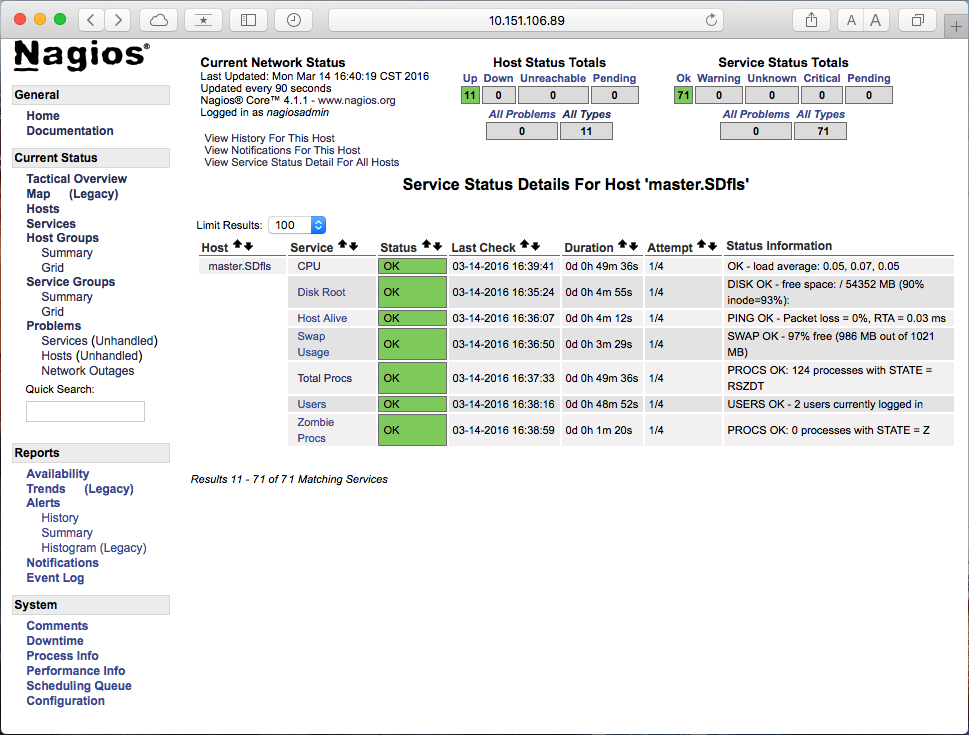 10.151.106.89
A A
Nagios®
General
Home
Documentation
Current Status
Tactical Overview
Map (Legacy)
Hosts
Services
Host Groups
Summary
Grid
Service Groups
Summary
Grid
Problems
Services (Unhandled)
Hosts (Unhandled)
Network Outages
Quick Search:
Reports
Availability
Trends (Legacy)
Alerts
History
Summary
Histogram (Legacy)
Notifications
Event Log
System
Comments
Downtime
Process Info
Performance Info
Scheduling Queue
Configuration
Current Network Status
Last Updated: Mon Mar 14 16:40:19 CST 2016
Updated every 90 seconds
Nagios® Core™ 4.1.1 - www.nagios.org
Logged in as nagiosadmin
View History For This Host
View Notifications For This Host
View Service Status Detail For All Hosts
Host Status Totals
Up Down Unreachable Pending
11 0 0 0
All Problems All Types
0 11
Service Status Totals
Ok Warning Unknown Critical Pending
71 0 0 0 0
All Problems All Types
0 71
Service Status Details For Host 'master.SDfls'
Limit Results: 100
Host Service Status Last Check Duration Attempt Status Information
master.SDfls CPU OK 03-14-2016 16:39:41 0d 0h 49m 36s 1/4 OK - load average: 0.05, 0.07, 0.05
Disk Root OK 03-14-2016 16:35:24 0d 0h 4m 55s 1/4 DISK OK - free space: / 54352 MB (90%
inode=93%):
Host Alive OK 03-14-2016 16:36:07 0d 0h 4m 12s 1/4 PING OK - Packet loss = 0%, RTA = 0.03 ms
Swap
Usage OK 03-14-2016 16:36:50 0d 0h 3m 29s 1/4 SWAP OK - 97% free (986 MB out of 1021
MB)
Total Procs OK 03-14-2016 16:37:33 0d 0h 49m 36s 1/4 PROCS OK: 124 processes with STATE =
RSZDT
Users OK 03-14-2016 16:38:16 0d 0h 48m 52s 1/4 USERS OK - 2 users currently logged in
Zombie
Procs OK 03-14-2016 16:38:59 0d 0h 1m 20s 1/4 PROCS OK: 0 processes with STATE = Z
Results 11 - 71 of 71 Matching Services